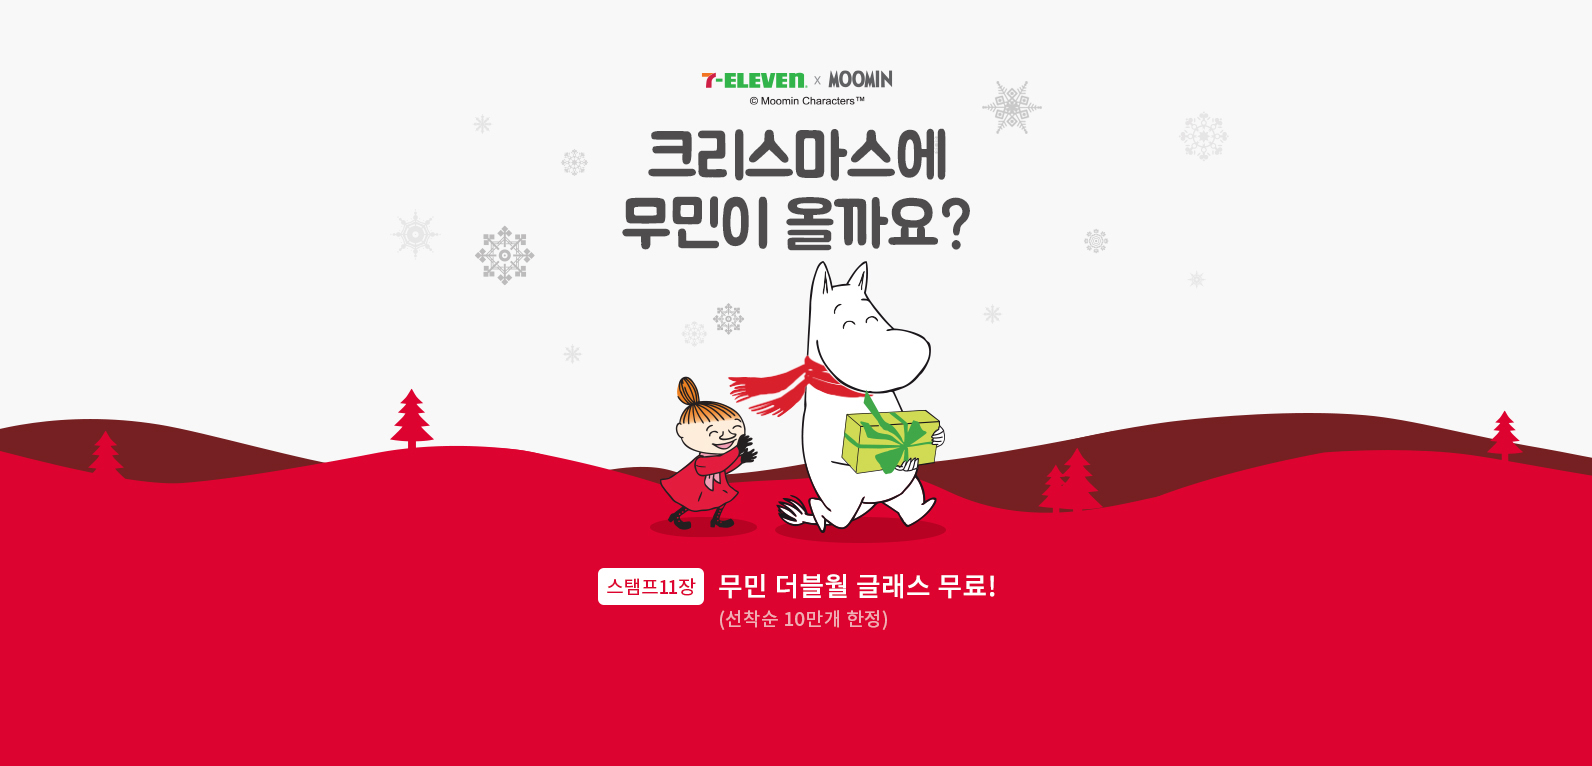 7-ELEVEN. x MOOMIN
© Moomin Characters™
크리스마스에
무민이 올까요?
스탬프11장 무민 더블월 글래스 무료!
(선착순 10만개 한정)